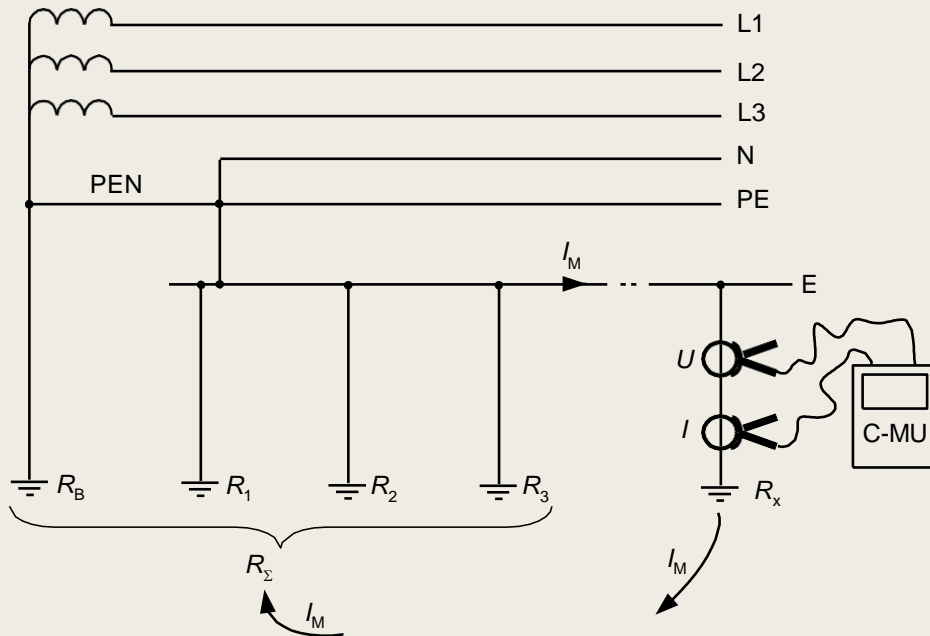 L1
L2
L3
N
PEN
PE
I_M
E
U
I
C-MU
R_B
R_1
R_2
R_3
R_x
R_Σ
I_M
I_M